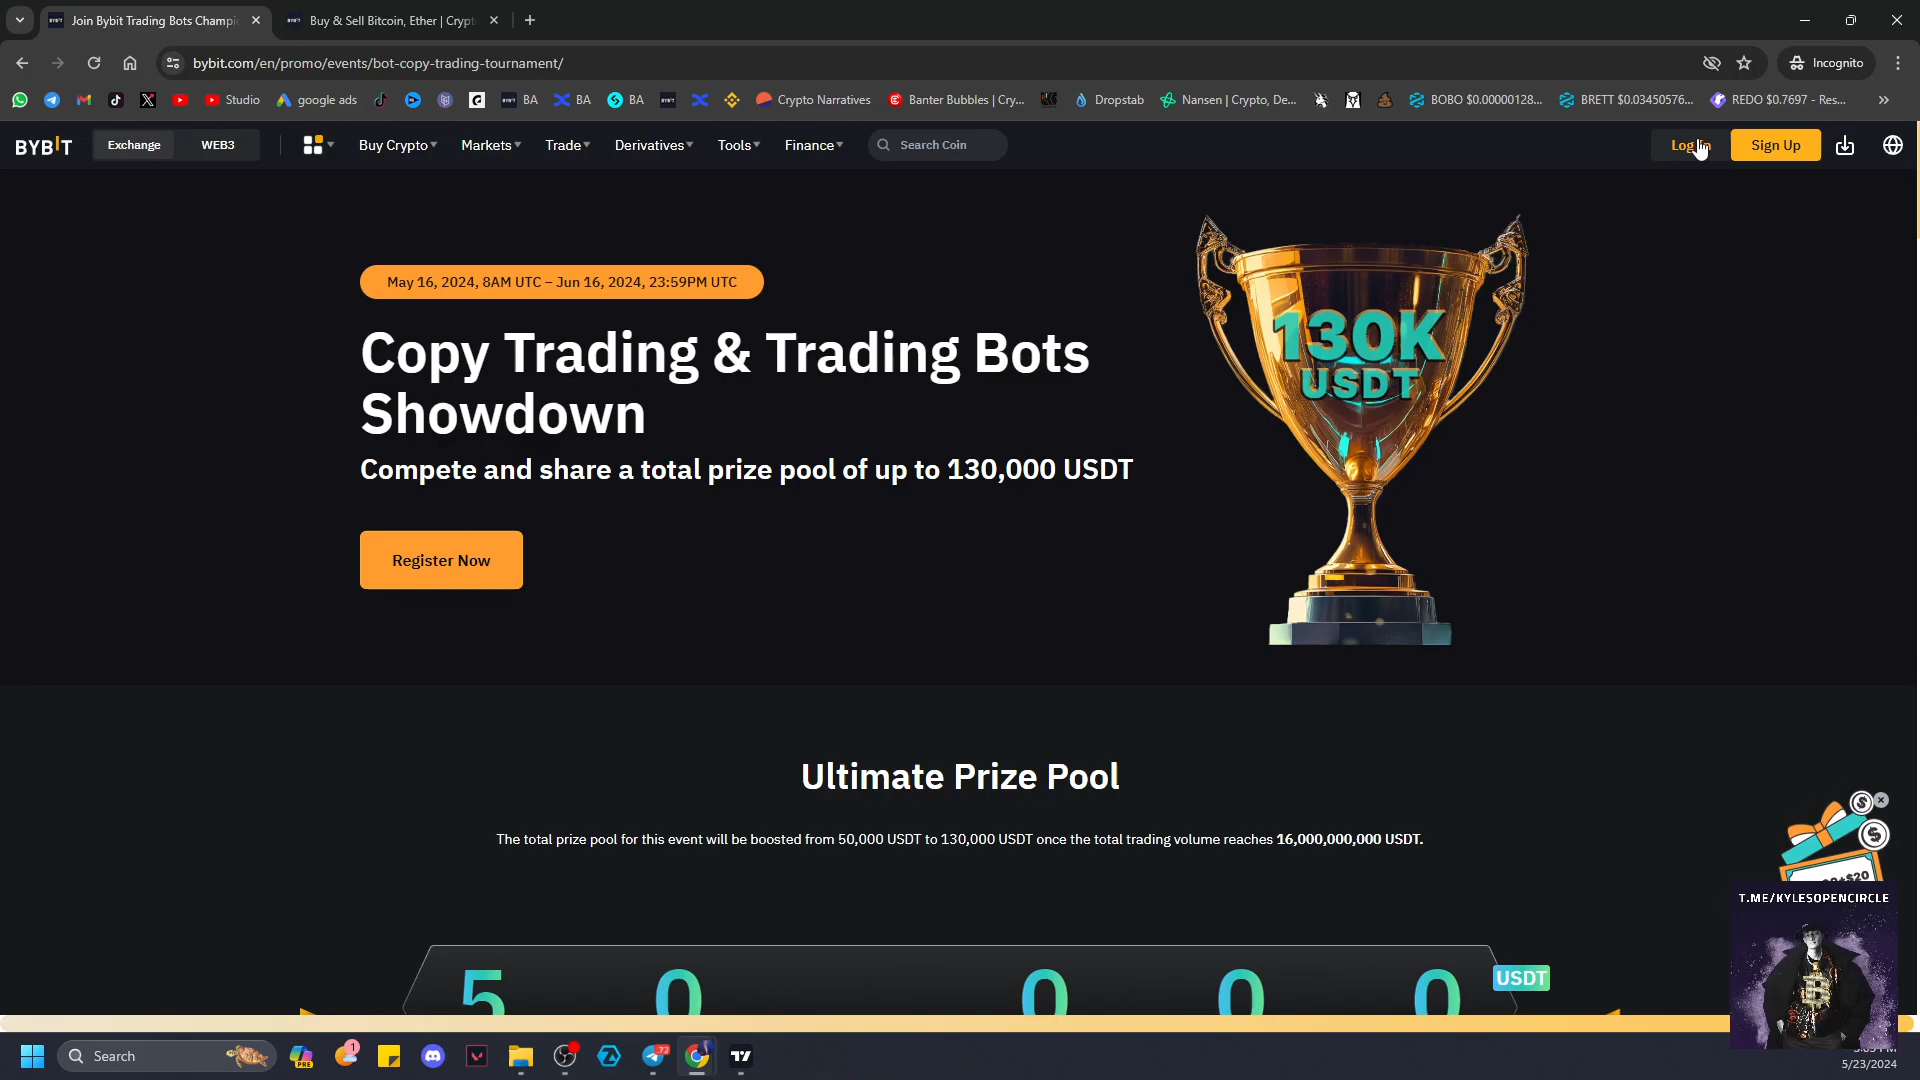 Join Bybit Trading Bots Champi
Buy & Sell Bitcoin, Ether | Crypt
bybit.com/en/promo/events/bot-copy-trading-tournament/
Incognito
Studio
google ads
BA
BA
BA
Crypto Narratives
Banter Bubbles | Cry...
Dropstab
Nansen | Crypto, De...
BOBO $0.00000128...
BRETT $0.03450576...
REDO $0.7697 - Res...
BYBIT
Exchange
WEB3
Buy Crypto
Markets
Trade
Derivatives
Tools
Finance
Search Coin
Log In
Sign Up
May 16, 2024, 8AM UTC – Jun 16, 2024, 23:59PM UTC
Copy Trading & Trading Bots
Showdown
Compete and share a total prize pool of up to 130,000 USDT
Register Now
130K
USDT
Ultimate Prize Pool
The total prize pool for this event will be boosted from 50,000 USDT to 130,000 USDT once the total trading volume reaches 16,000,000,000 USDT.
5 0 0 0 0
USDT
T.ME/KYLESOPENCIRCLE
Search
PRE
1
72
5/23/2024